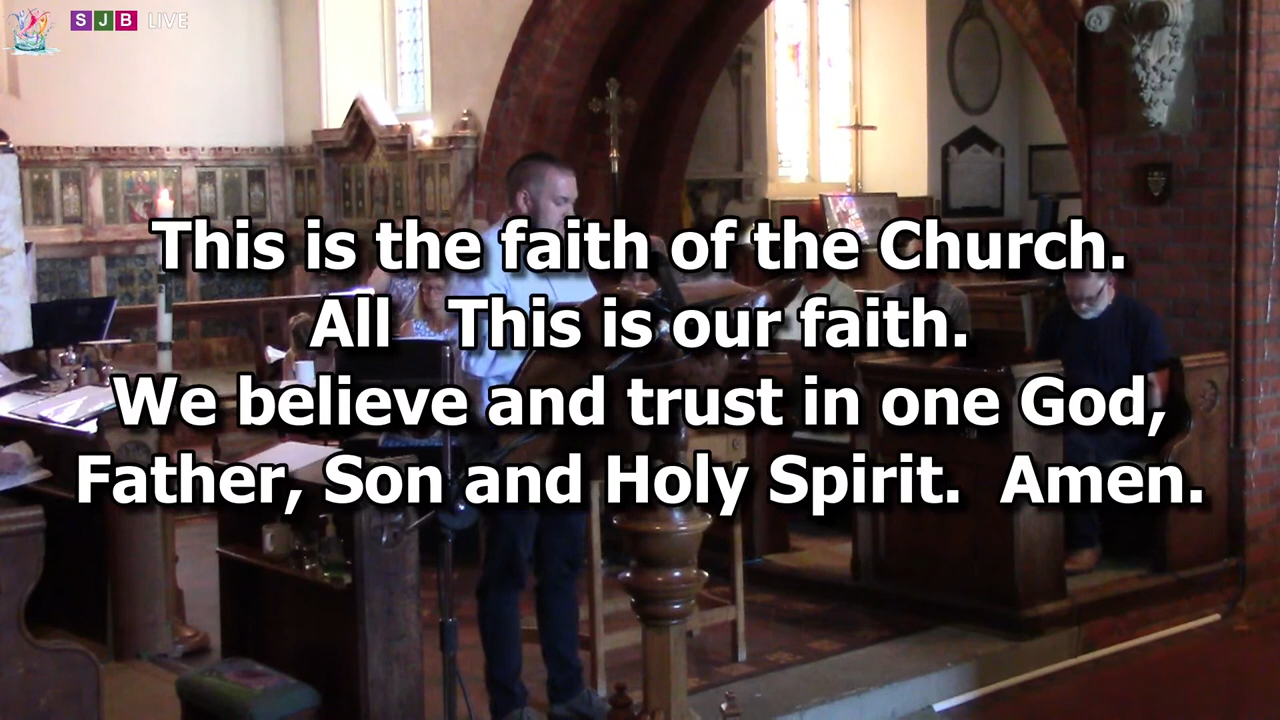 SJB LIVE
This is the faith of the Church.
All This is our faith.
We believe and trust in one God,
Father, Son and Holy Spirit. Amen.